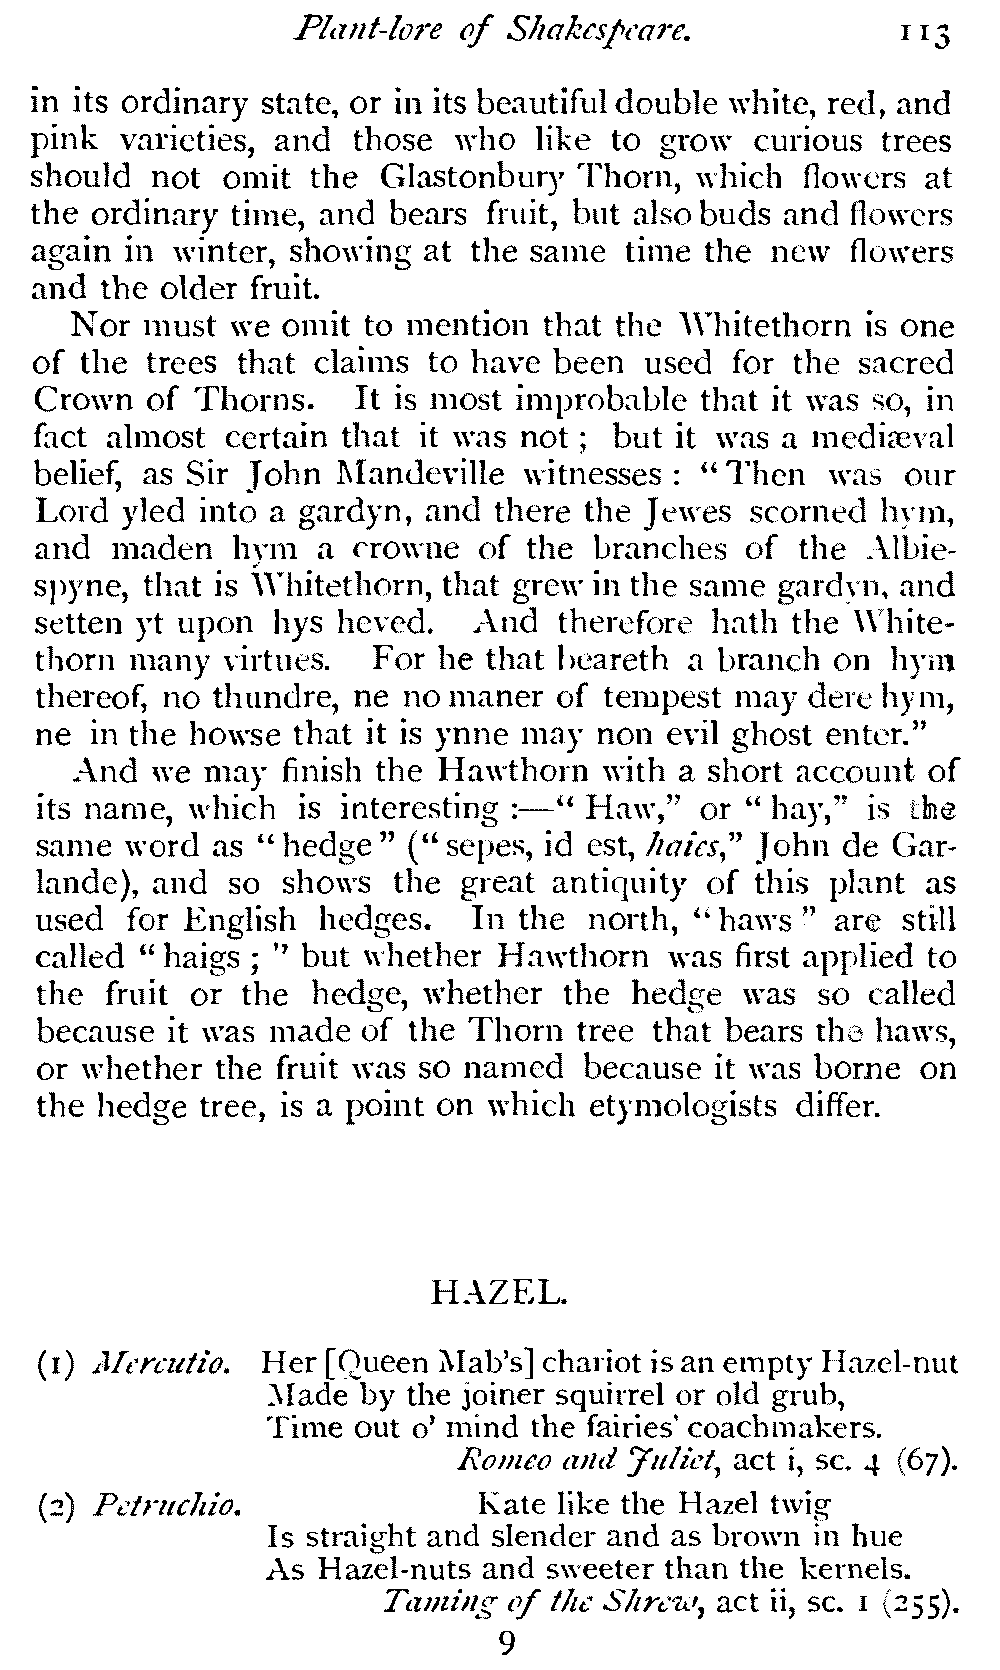 Plant-lore of Shakespeare. 113
in its ordinary state, or in its beautiful double white, red, and
pink varieties, and those who like to grow curious trees
should not omit the Glastonbury Thorn, which flowers at
the ordinary time, and bears fruit, but also buds and flowers
again in winter, showing at the same time the new flowers
and the older fruit.
Nor must we omit to mention that the Whitethorn is one
of the trees that claims to have been used for the sacred
Crown of Thorns. It is most improbable that it was so, in
fact almost certain that it was not ; but it was a mediæval
belief, as Sir John Mandeville witnesses : “Then was our
Lord yled into a gardyn, and there the Jewes scorned hym,
and maden hym a crowne of the branches of the Albie-
spyne, that is Whitethorn, that grew in the same gardyn, and
setten yt upon hys heved. And therefore hath the White-
thorn many virtues. For he that beareth a branch on hym
thereof, no thundre, ne no maner of tempest may dere hym,
ne in the howse that it is ynne may non evil ghost enter.”
And we may finish the Hawthorn with a short account of
its name, which is interesting :—“ Haw,” or “ hay,” is the
same word as “hedge” (“sepes, id est, haies,” John de Gar-
lande), and so shows the great antiquity of this plant as
used for English hedges. In the north, “haws” are still
called “haigs ; ” but whether Hawthorn was first applied to
the fruit or the hedge, whether the hedge was so called
because it was made of the Thorn tree that bears the haws,
or whether the fruit was so named because it was borne on
the hedge tree, is a point on which etymologists differ.
HAZEL.
(1) Mercutio. Her [Queen Mab's] chariot is an empty Hazel-nut
Made by the joiner squirrel or old grub,
Time out o' mind the fairies' coachmakers.
Romeo and Juliet, act i, sc. 4 (67).
(2) Petruchio. Kate like the Hazel twig
Is straight and slender and as brown in hue
As Hazel-nuts and sweeter than the kernels.
Taming of the Shrew, act ii, sc. 1 (255).
9